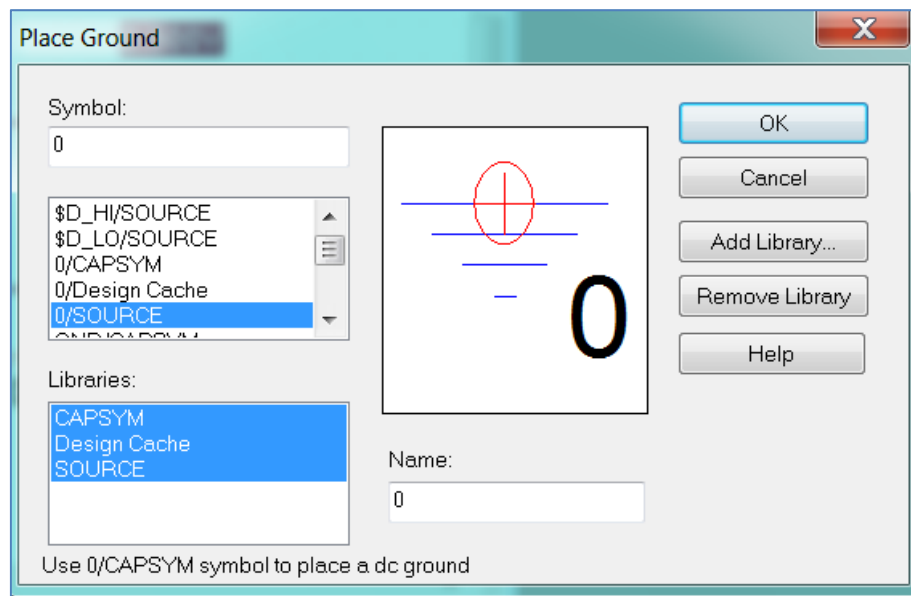 Place Ground
X
Symbol:
0
$D_HI/SOURCE
$D_LO/SOURCE
0/CAPSYM
0/Design Cache
0/SOURCE
Libraries:
CAPSYM
Design Cache
SOURCE
0
Name:
0
OK
Cancel
Add Library...
Remove Library
Help
Use 0/CAPSYM symbol to place a dc ground